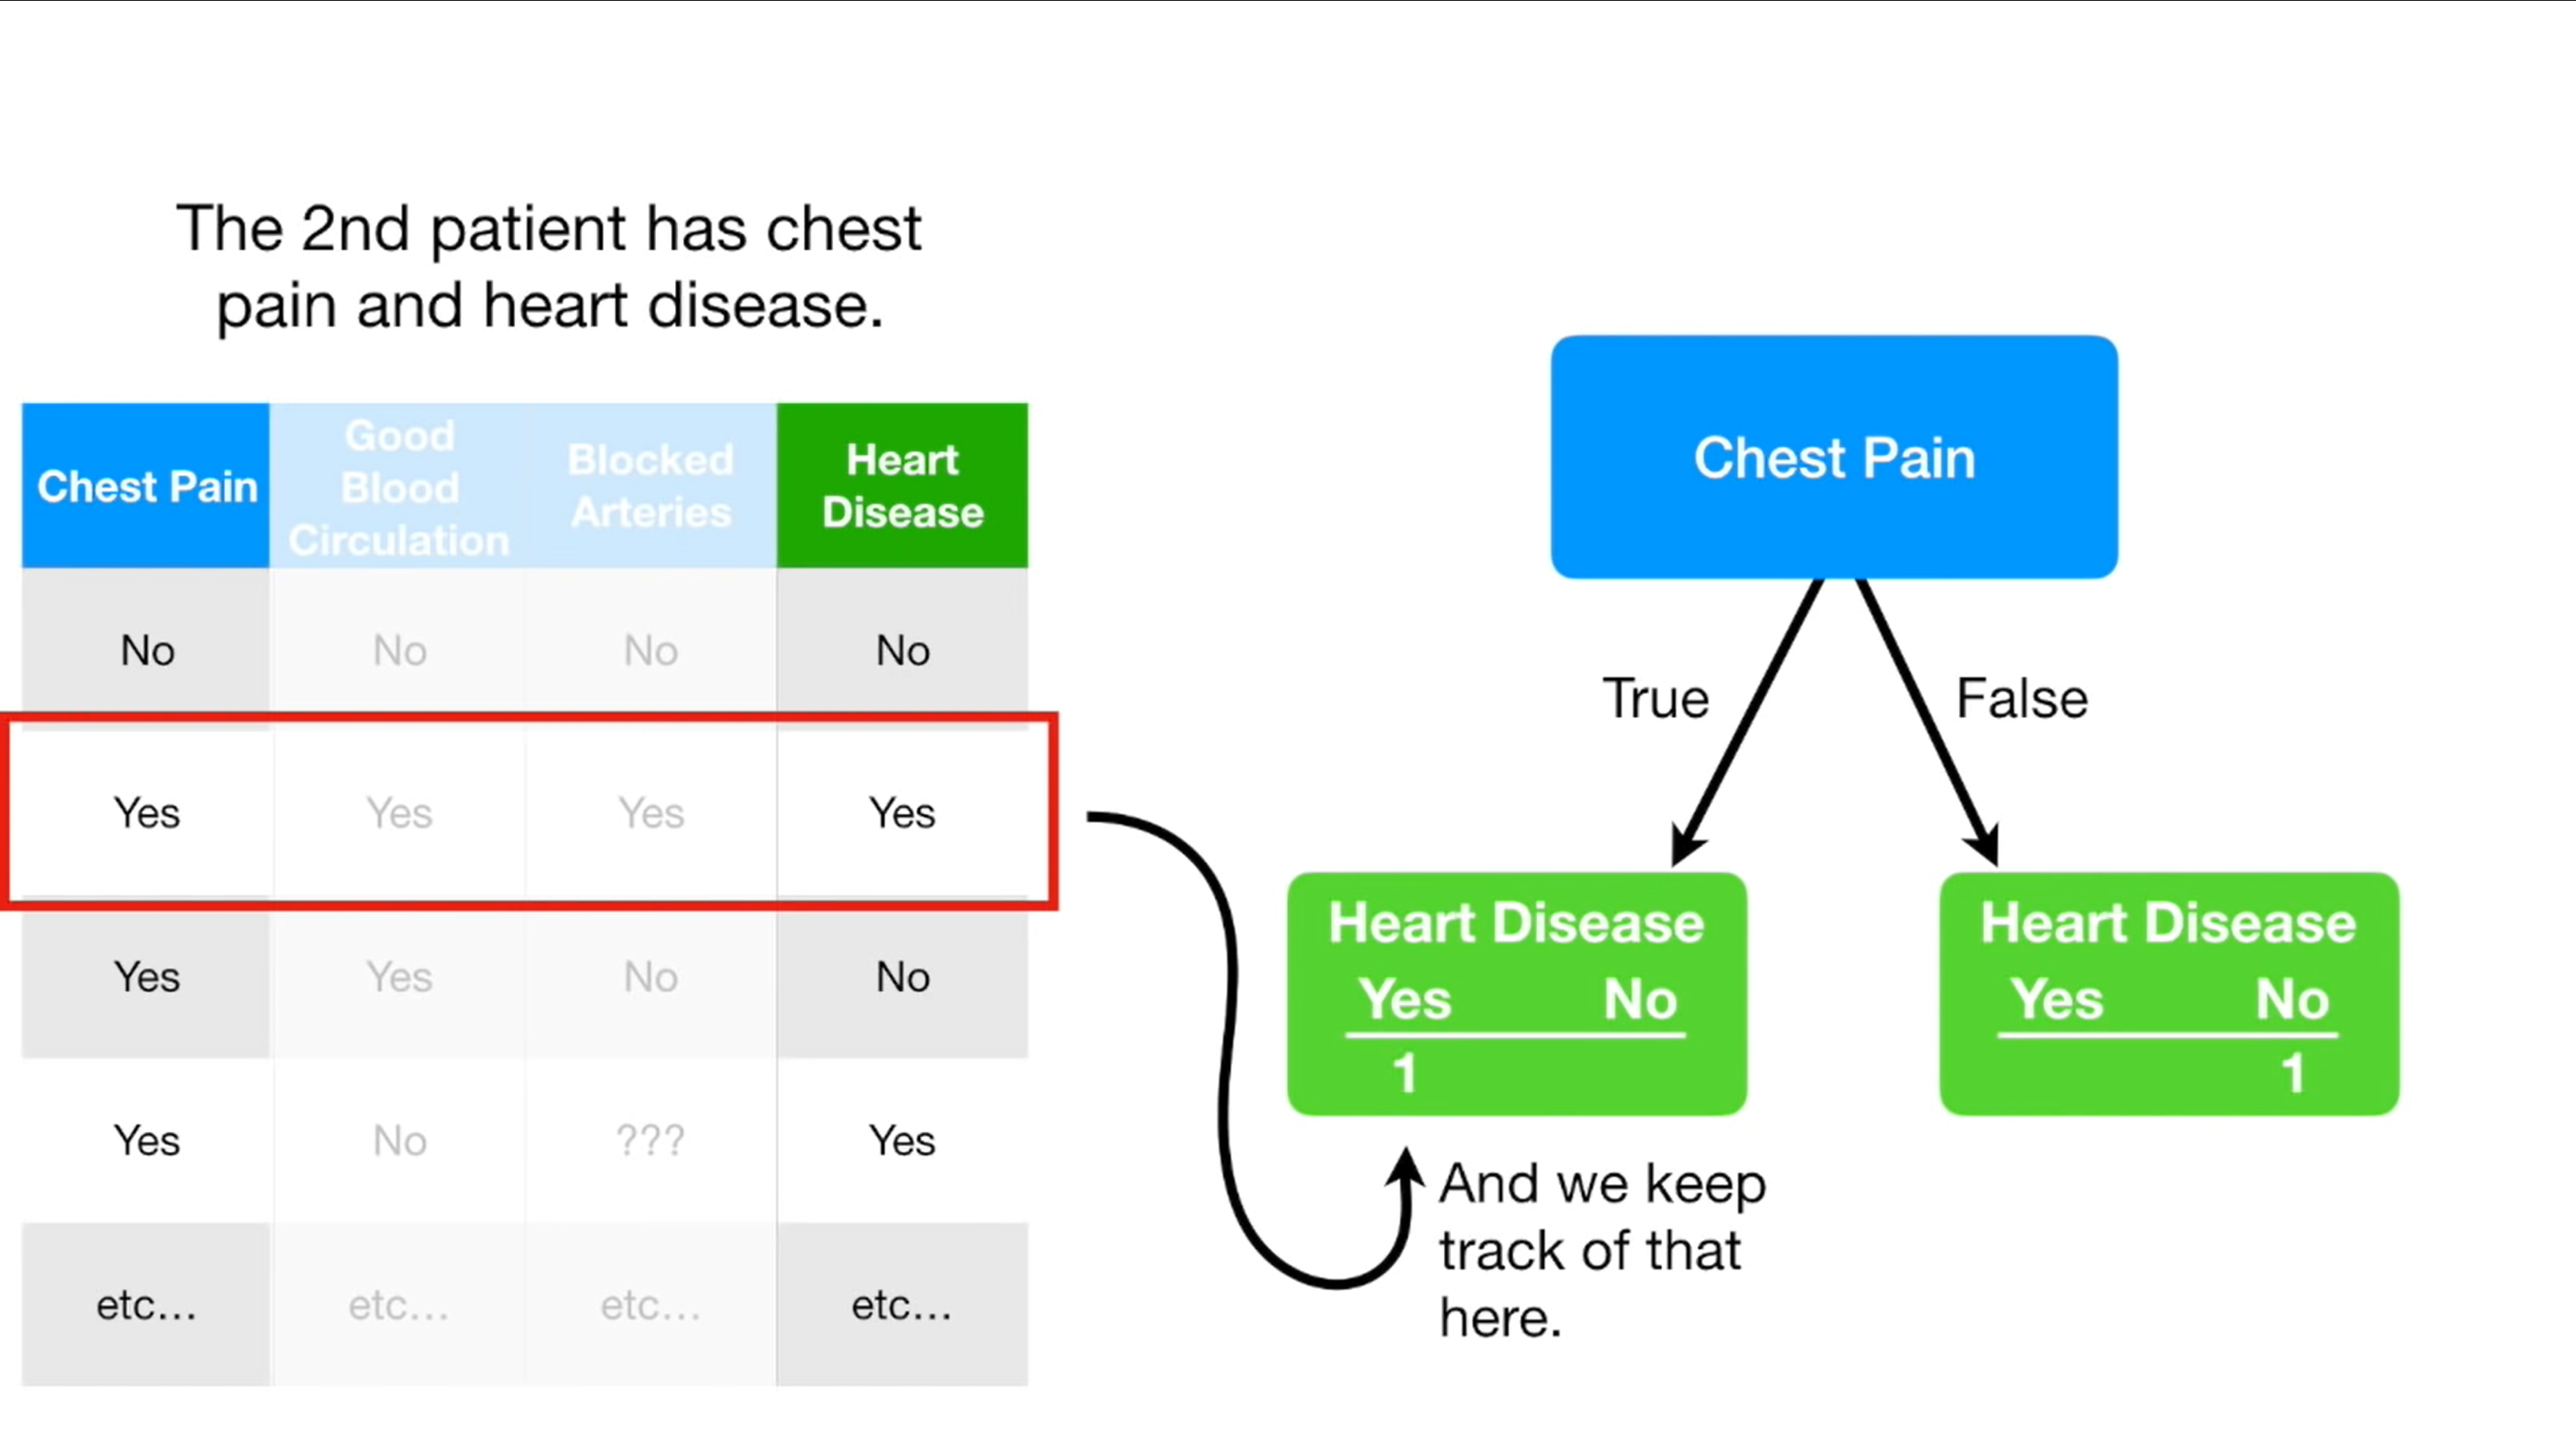 The 2nd patient has chest
pain and heart disease.
Chest Pain
Good
Blood
Circulation
Blocked
Arteries
Heart
Disease
No No No No
Yes Yes Yes Yes
Yes Yes No No
Yes No ??? Yes
etc... etc... etc... etc...
Chest Pain
True False
Heart Disease
Yes No
1
Heart Disease
Yes No
1
And we keep
track of that
here.